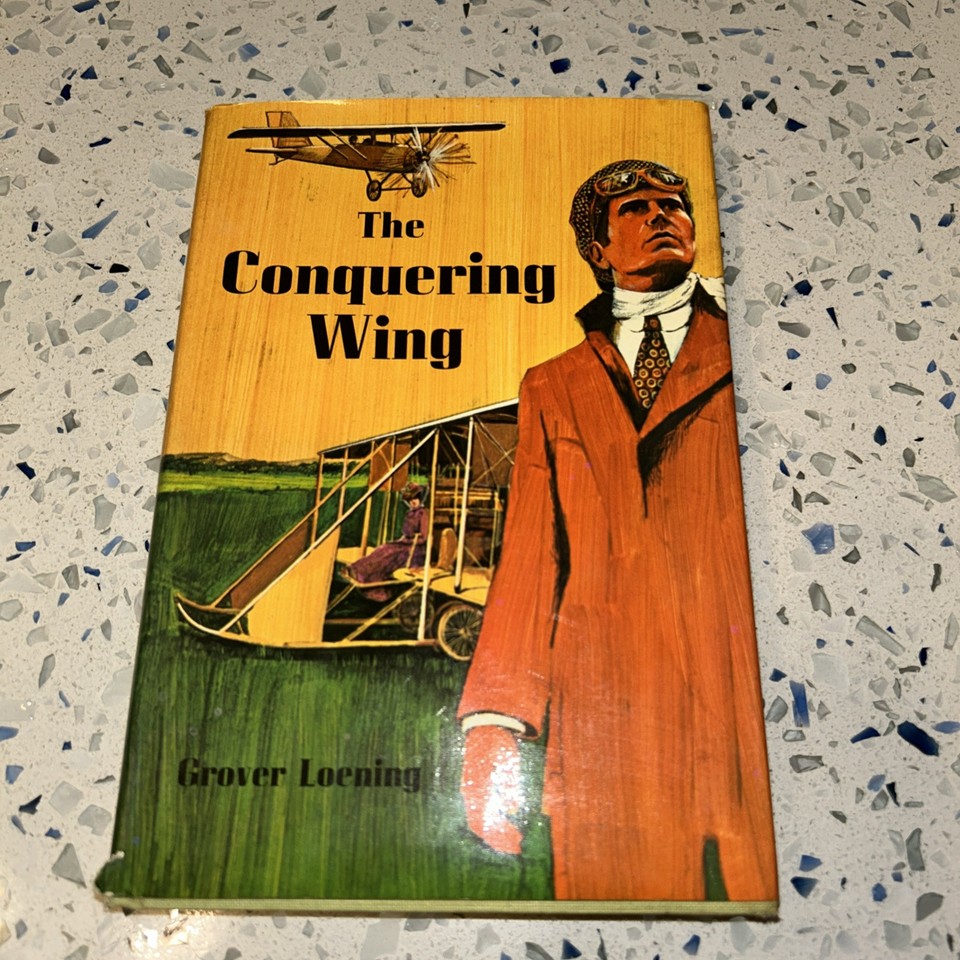 The
Conquering
Wing
Grover Loening